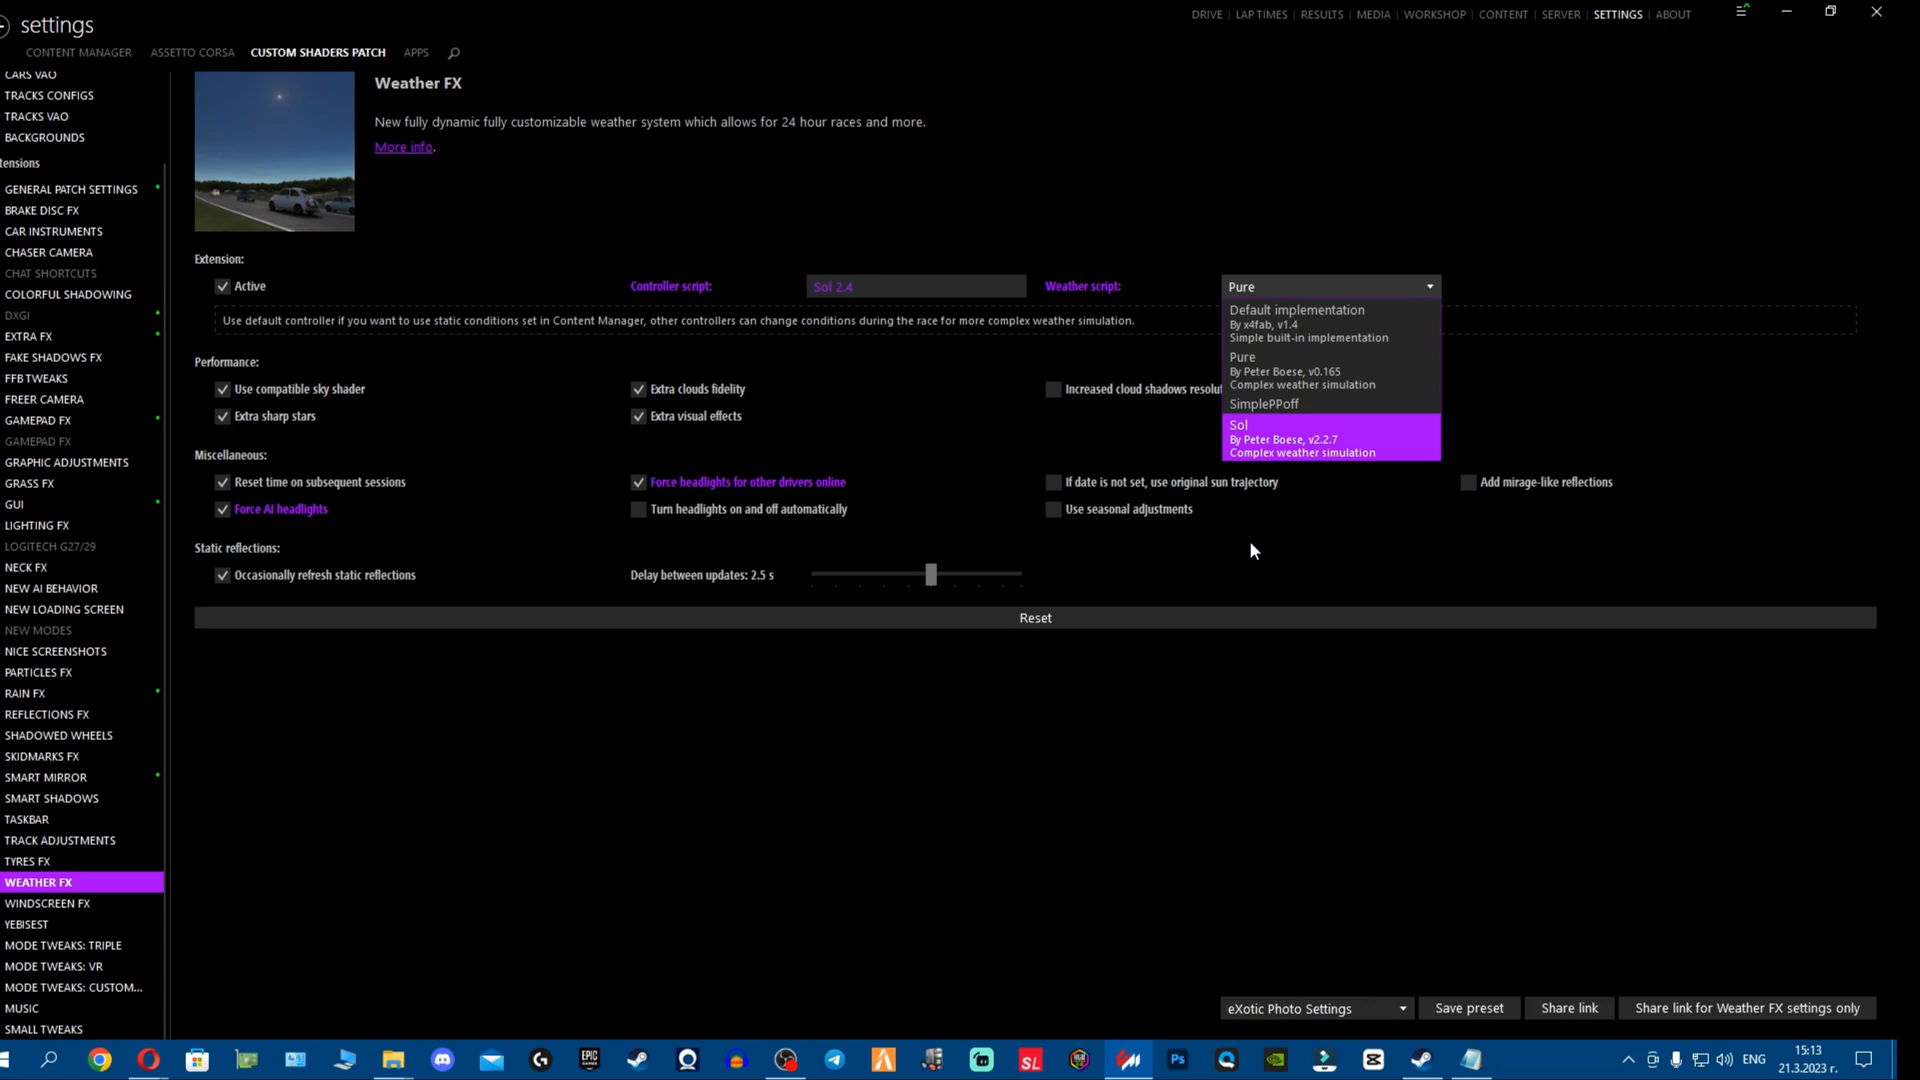 settings
DRIVE | LAP TIMES | RESULTS | MEDIA | WORKSHOP | CONTENT | SERVER | SETTINGS | ABOUT
CONTENT MANAGER
ASSETTO CORSA
CUSTOM SHADERS PATCH
APPS
CARS VAO
TRACKS CONFIGS
TRACKS VAO
BACKGROUNDS
tensions
GENERAL PATCH SETTINGS
BRAKE DISC FX
CAR INSTRUMENTS
CHASER CAMERA
CHAT SHORTCUTS
COLORFUL SHADOWING
DXGI
EXTRA FX
FAKE SHADOWS FX
FFB TWEAKS
FREER CAMERA
GAMEPAD FX
GAMEPAD FX
GRAPHIC ADJUSTMENTS
GRASS FX
GUI
LIGHTING FX
LOGITECH G27/29
NECK FX
NEW AI BEHAVIOR
NEW LOADING SCREEN
NEW MODES
NICE SCREENSHOTS
PARTICLES FX
RAIN FX
REFLECTIONS FX
SHADOWED WHEELS
SKIDMARKS FX
SMART MIRROR
SMART SHADOWS
TASKBAR
TRACK ADJUSTMENTS
TYRES FX
WEATHER FX
WINDSCREEN FX
YEBISEST
MODE TWEAKS: TRIPLE
MODE TWEAKS: VR
MODE TWEAKS: CUSTOM...
MUSIC
SMALL TWEAKS
Weather FX
New fully dynamic fully customizable weather system which allows for 24 hour races and more.
More info.
Extension:
Active
Controller script:
Sol 2.4
Weather script:
Pure
Use default controller if you want to use static conditions set in Content Manager, other controllers can change conditions during the race for more complex weather simulation.
Default implementation
By x4fab, v1.4
Simple built-in implementation
Pure
By Peter Boese, v0.165
Complex weather simulation
SimplePPoff
Sol
By Peter Boese, v2.2.7
Complex weather simulation
Performance:
Use compatible sky shader
Extra clouds fidelity
Increased cloud shadows resolut
Extra sharp stars
Extra visual effects
Miscellaneous:
Reset time on subsequent sessions
Force headlights for other drivers online
If date is not set, use original sun trajectory
Add mirage-like reflections
Force AI headlights
Turn headlights on and off automatically
Use seasonal adjustments
Static reflections:
Occasionally refresh static reflections
Delay between updates: 2.5 s
Reset
eXotic Photo Settings
Save preset
Share link
Share link for Weather FX settings only
EPIC
GAMES
SL
Ps
ENG
15:13
21.3.2023 г.